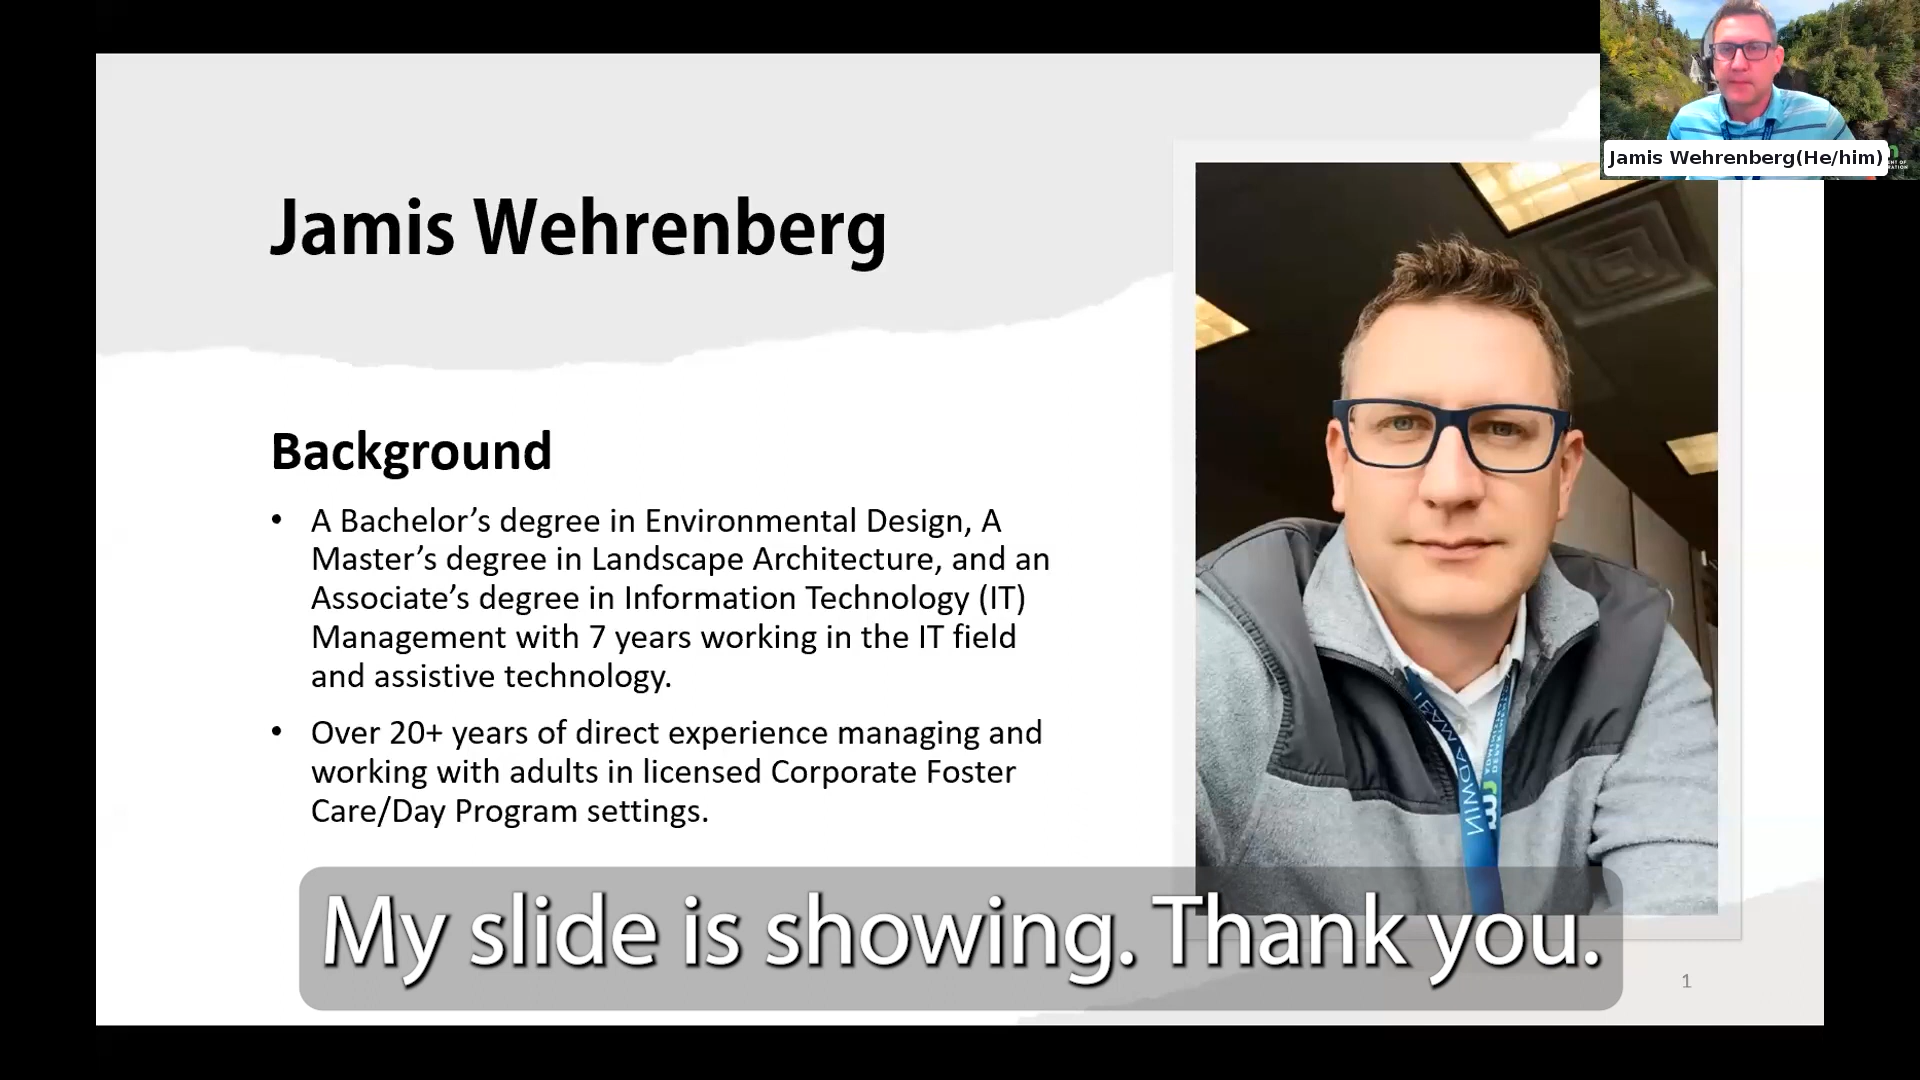 Jamis Wehrenberg(He/him)
Jamis Wehrenberg
Background
• A Bachelor’s degree in Environmental Design, A
Master’s degree in Landscape Architecture, and an
Associate’s degree in Information Technology (IT)
Management with 7 years working in the IT field
and assistive technology.
• Over 20+ years of direct experience managing and
working with adults in licensed Corporate Foster
Care/Day Program settings.
My slide is showing. Thank you.
1